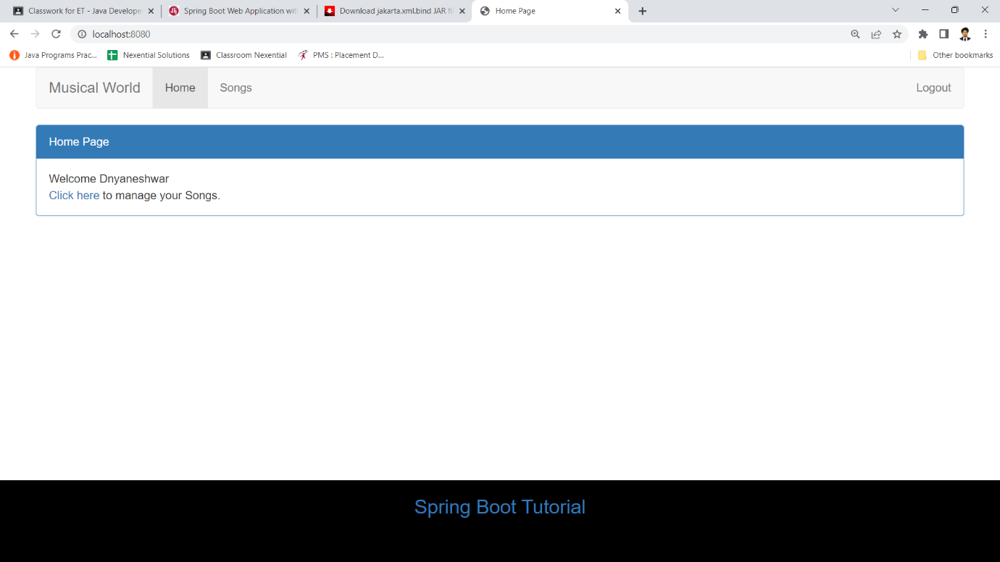 Classwork for ET - Java Develope
Spring Boot Web Application wit
Download jakarta.xml.bind JAR fi
Home Page
localhost:8080
Java Programs Prac...
Nexential Solutions
Classroom Nexential
PMS : Placement D...
Other bookmarks
Musical World
Home
Songs
Logout
Home Page
Welcome Dnyaneshwar
Click here to manage your Songs.
Spring Boot Tutorial